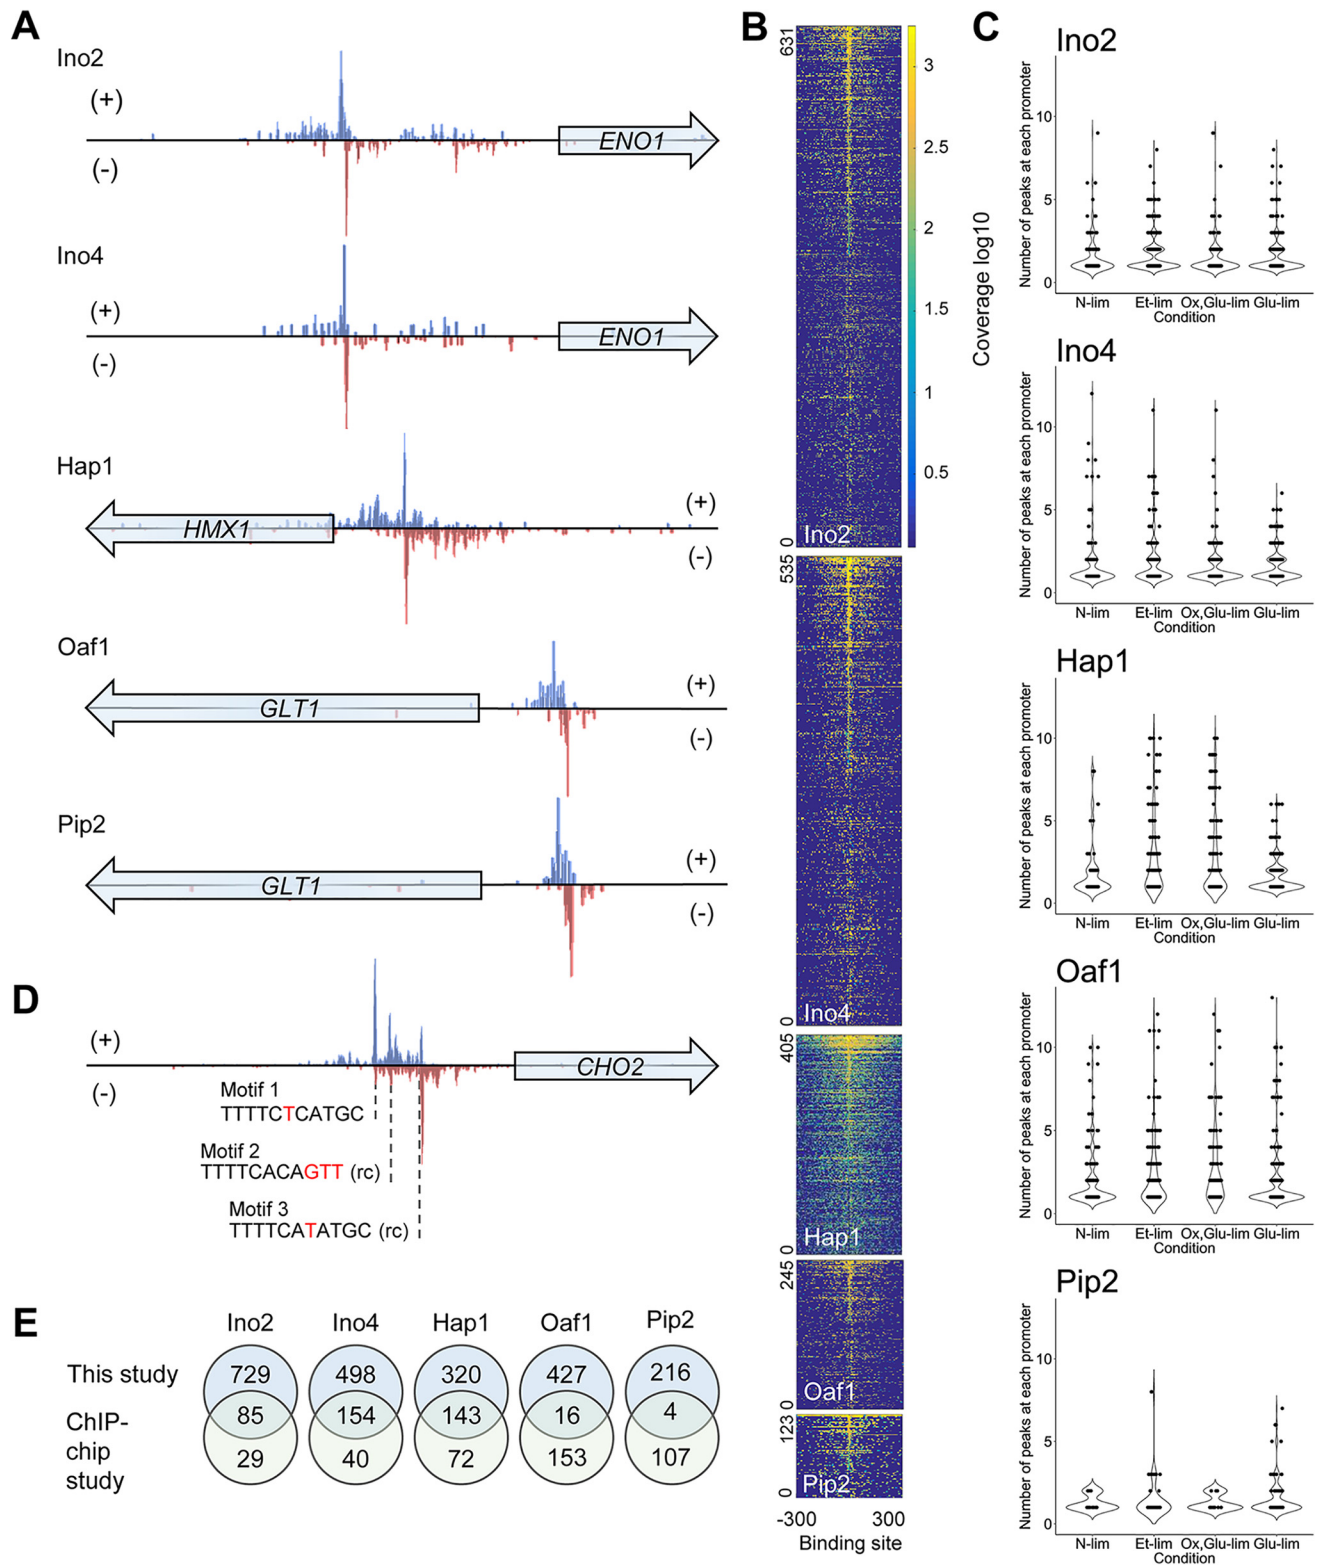 A
Ino2
(+)
(-)
ENO1
Ino4
(+)
(-)
ENO1
Hap1
HMX1
(+)
(-)
Oaf1
GLT1
(+)
(-)
Pip2
GLT1
(+)
(-)
B
631
0
Ino2
535
0
Ino4
405
0
Hap1
245
0
Oaf1
123
0
Pip2
-300 300
Binding site
3
2.5
2
1.5
1
0.5
Coverage log10
C
Ino2
Number of peaks at each promoter
10
5
0
N-lim Et-lim Ox,Glu-lim Glu-lim
Condition
Ino4
Number of peaks at each promoter
10
5
0
N-lim Et-lim Ox,Glu-lim Glu-lim
Condition
Hap1
Number of peaks at each promoter
10
5
0
N-lim Et-lim Ox,Glu-lim Glu-lim
Condition
Oaf1
Number of peaks at each promoter
10
5
0
N-lim Et-lim Ox,Glu-lim Glu-lim
Condition
Pip2
Number of peaks at each promoter
10
5
0
N-lim Et-lim Ox,Glu-lim Glu-lim
Condition
D
(+)
(-)
CHO2
Motif 1
TTTTCTCATGC
Motif 2
TTTTCACAGTT (rc)
Motif 3
TTTTCATATGC (rc)
E
Ino2 Ino4 Hap1 Oaf1 Pip2
This study 729 498 320 427 216
ChIP-
chip
study
85 154 143 16 4
29 40 72 153 107